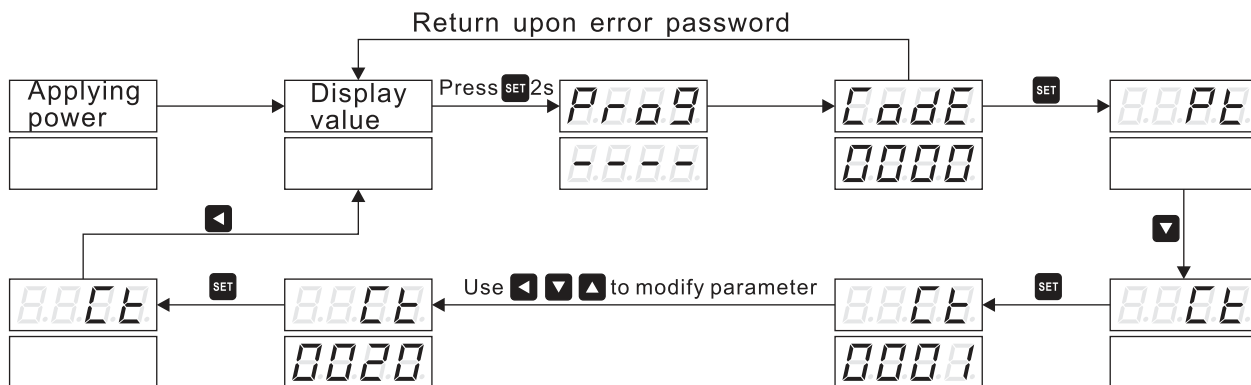 Return upon error password
Applying
power
Display
value
Press SET 2s
Prog
----
CodE
0000
SET
Pt
Ct
SET
Ct
0020
Use ◀ ▼ ▲ to modify parameter
Ct
0001
SET
Ct